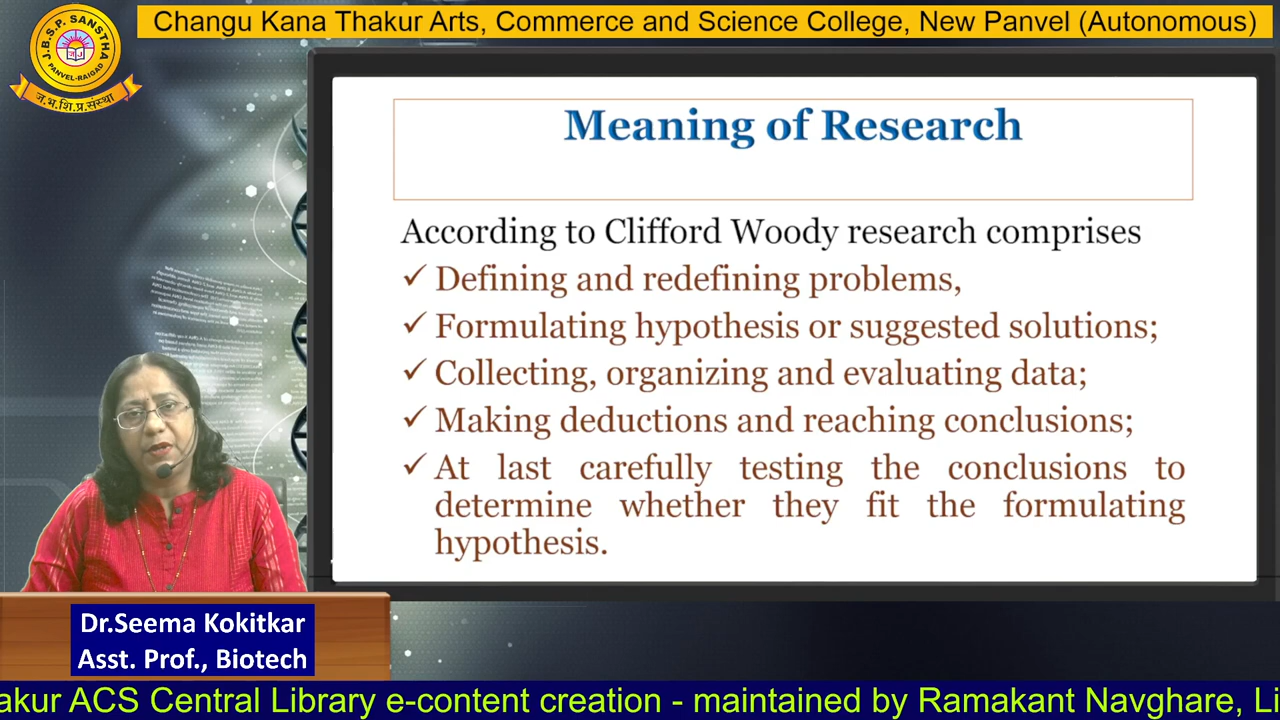 Changu Kana Thakur Arts, Commerce and Science College, New Panvel (Autonomous)
J.B.S.P. SANSTHA
PANVEL-RAIGAD
ज.भ.शि.प्र.संस्था
Meaning of Research
According to Clifford Woody research comprises
✓ Defining and redefining problems,
✓ Formulating hypothesis or suggested solutions;
✓ Collecting, organizing and evaluating data;
✓ Making deductions and reaching conclusions;
✓ At last carefully testing the conclusions to
determine whether they fit the formulating
hypothesis.
Dr.Seema Kokitkar
Asst. Prof., Biotech
akur ACS Central Library e-content creation - maintained by Ramakant Navghare, Li